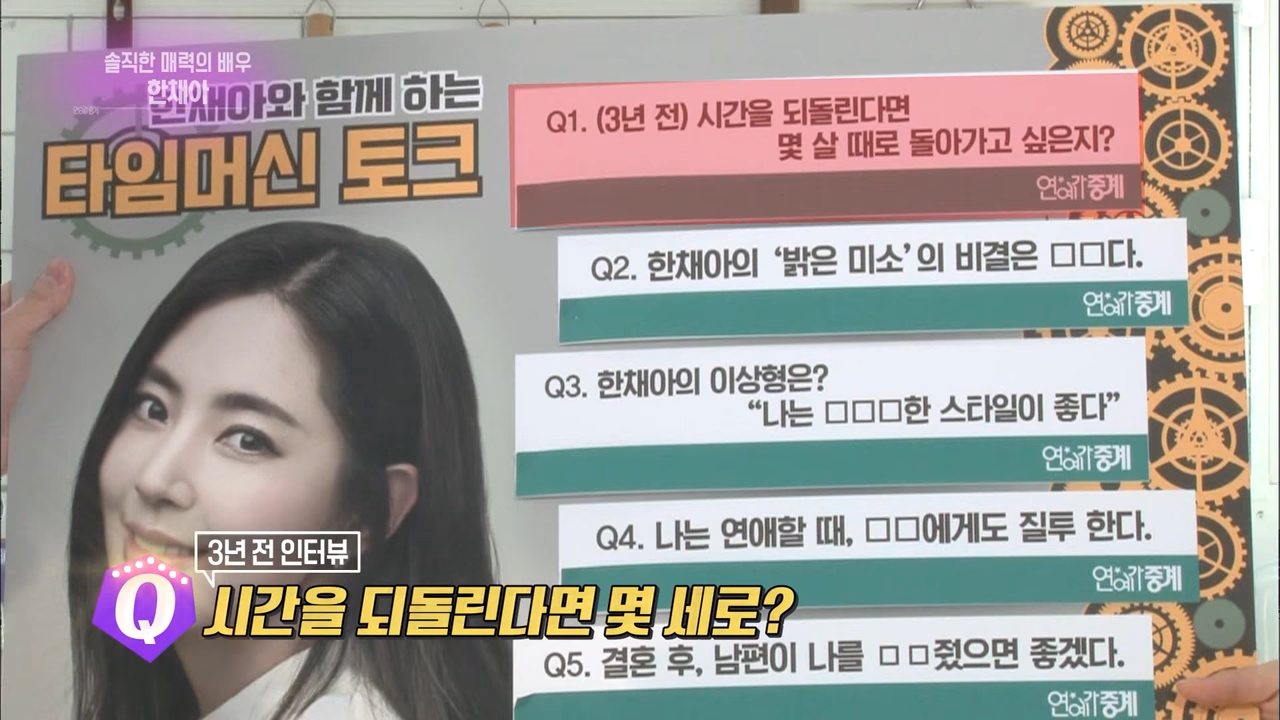 솔직한 매력의 배우
한채아
한채아와 함께 하는
타임머신 토크
Q1. (3년 전) 시간을 되돌린다면
몇 살 때로 돌아가고 싶은지?
연예가중계
Q2. 한채아의 ‘밝은 미소’의 비결은 □□다.
연예가중계
Q3. 한채아의 이상형은?
“나는 □□□한 스타일이 좋다”
연예가중계
Q4. 나는 연애할 때, □□에게도 질투 한다.
연예가중계
Q5. 결혼 후, 남편이 나를 □□줬으면 좋겠다.
연예가중계
3년 전 인터뷰
Q 시간을 되돌린다면 몇 세로?